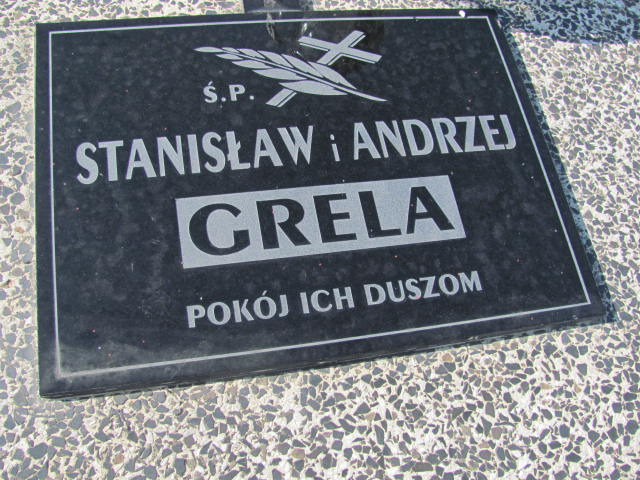 Ś.P.
STANISŁAW i ANDRZEJ
GRELA
POKÓJ ICH DUSZOM